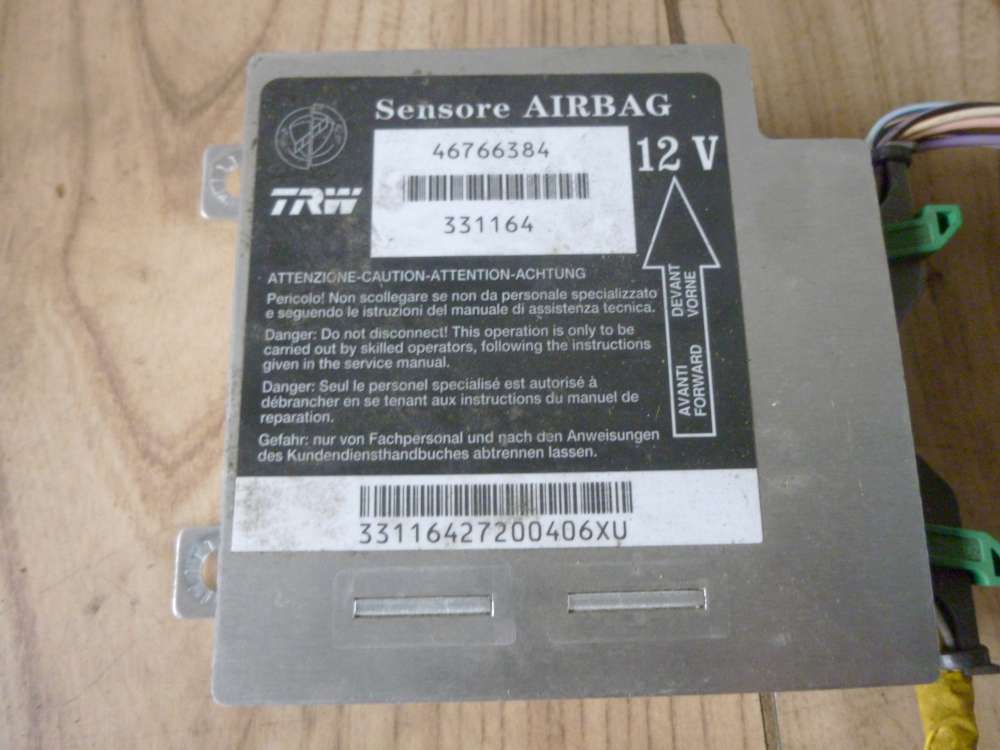 Sensore AIRBAG
46766384
12 V
TRW
331164
ATTENZIONE-CAUTION-ATTENTION-ACHTUNG
Pericolo! Non scollegare se non da personale specializzato
e seguendo le istruzioni del manuale di assistenza tecnica.
Danger: Do not disconnect! This operation is only to be
carried out by skilled operators, following the instructions
given in the service manual.
Danger: Seul le personel specialisé est autorisé à
débrancher en se tenant aux instructions du manuel de
reparation.
Gefahr: nur von Fachpersonal und nach den Anweisungen
des Kundendiensthandbuches abtrennen lassen.
DEVANT
VORNE
AVANTI
FORWARD
33116427200406XU